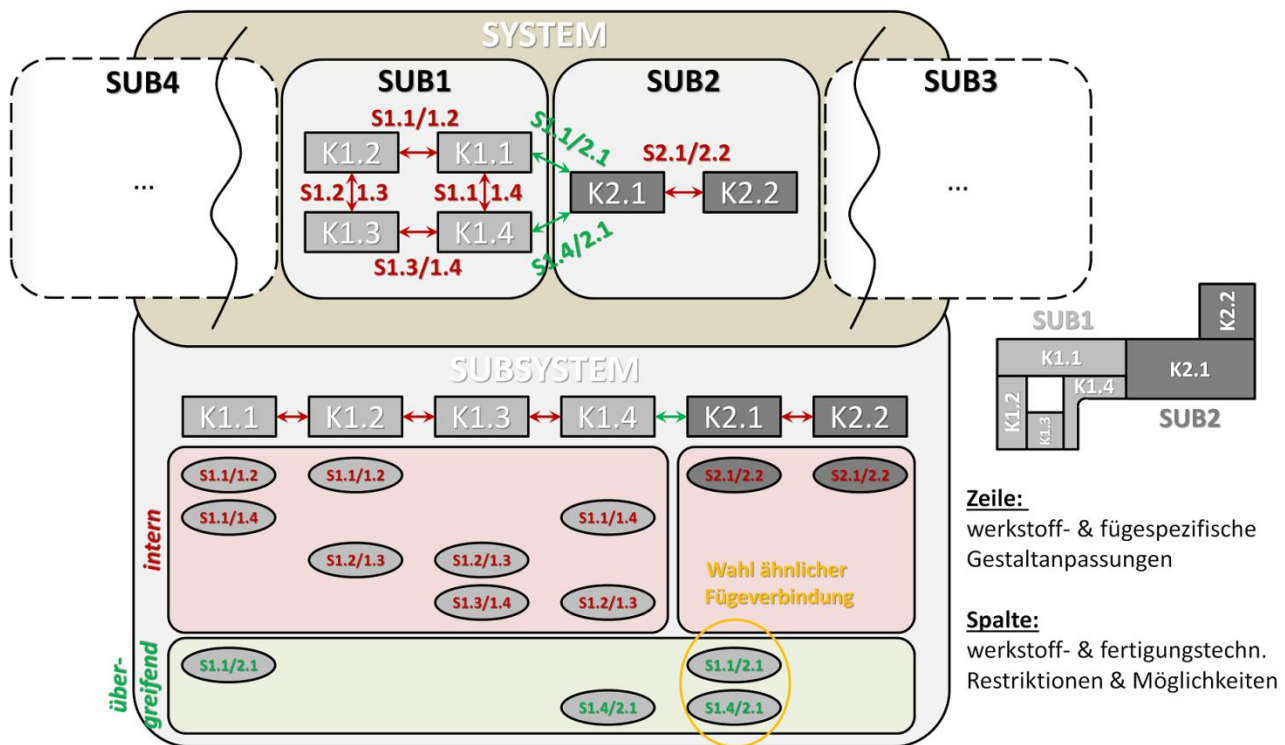 SYSTEM
SUB4
SUB1
SUB2
SUB3
S1.1/1.2
S1.1/2.1
S2.1/2.2
K1.2
K1.1
...
...
K2.1
K2.2
S1.2
1.3
S1.1
1.4
K1.3
K1.4
S1.4/2.1
S1.3/1.4
SUBSYSTEM
K1.1
K1.2
K1.3
K1.4
K2.1
K2.2
intern
S1.1/1.2
S1.1/1.2
S2.1/2.2
S2.1/2.2
S1.1/1.4
S1.1/1.4
S1.2/1.3
S1.2/1.3
S1.3/1.4
S1.2/1.3
Wahl ähnlicher
Fügeverbindung
über-
greifend
S1.1/2.1
S1.1/2.1
S1.4/2.1
S1.4/2.1
SUB1
K2.2
K1.1
K2.1
K1.2
K1.3
K1.4
SUB2
Zeile:
werkstoff- & fügespezifische
Gestaltanpassungen
Spalte:
werkstoff- & fertigungstechn.
Restriktionen & Möglichkeiten